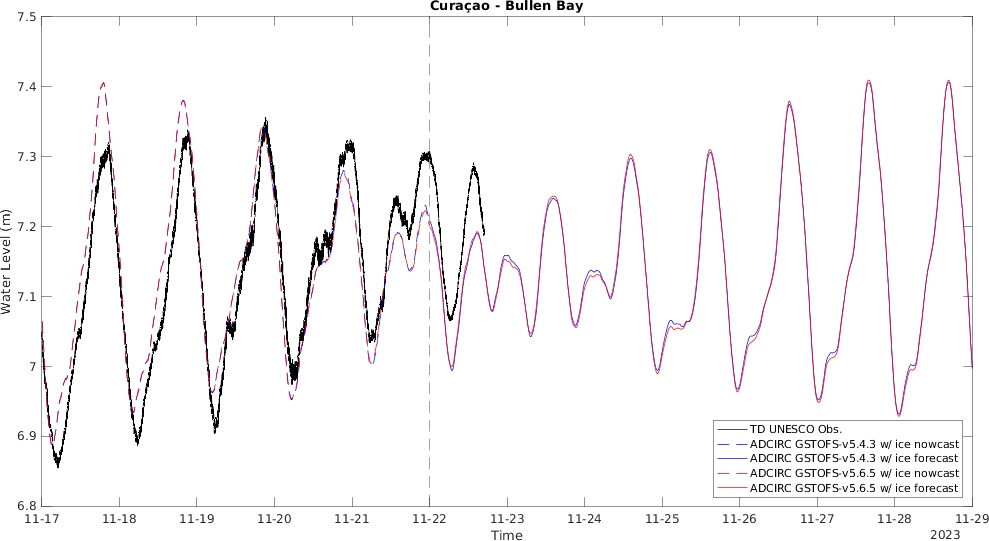 Curaçao - Bullen Bay
7.5
7.4
7.3
7.2
7.1
7
6.9
6.8
Water Level (m)
TD UNESCO Obs.
ADCIRC GSTOFS-v5.4.3 w/ ice nowcast
ADCIRC GSTOFS-v5.4.3 w/ ice forecast
ADCIRC GSTOFS-v5.6.5 w/ ice nowcast
ADCIRC GSTOFS-v5.6.5 w/ ice forecast
11-17 11-18 11-19 11-20 11-21 11-22 11-23 11-24 11-25 11-26 11-27 11-28 11-29
Time
2023